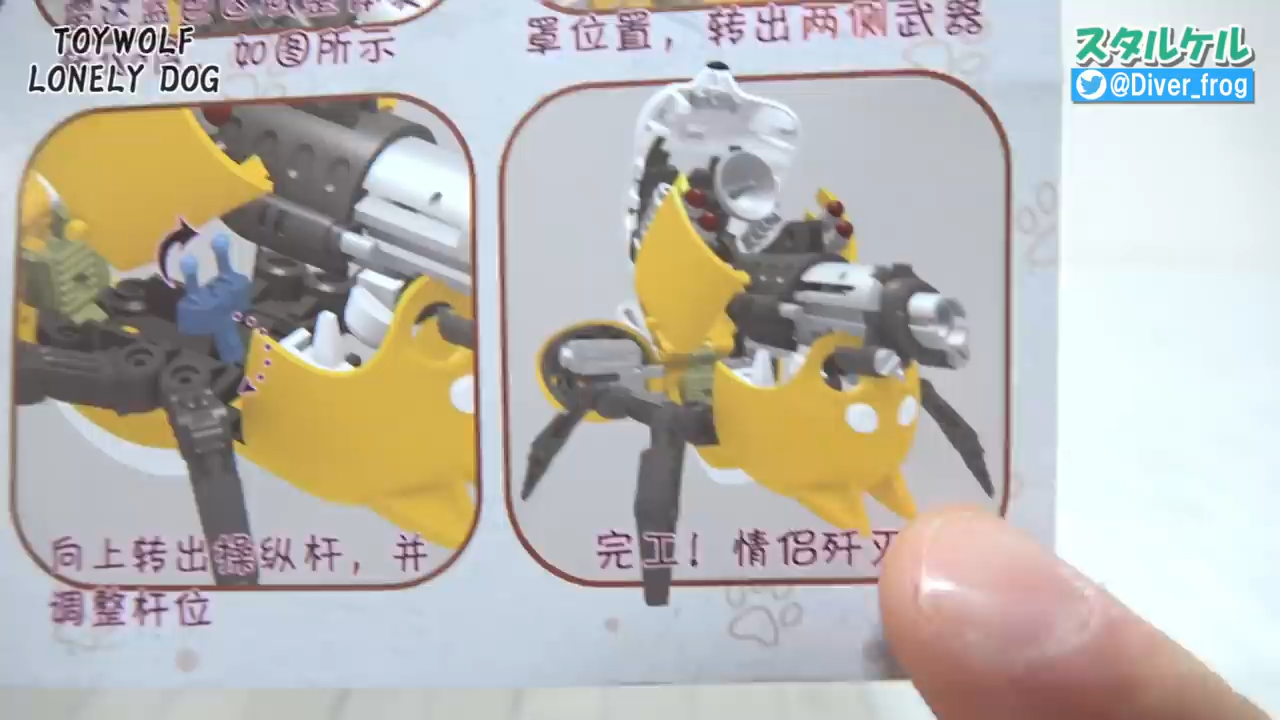 TOYWOLF
LONELY DOG
如图所示
罩位置，转出两侧武器
スタルケル
@Diver_frog
向上转出操纵杆，并
调整杆位
完工！情侣歼